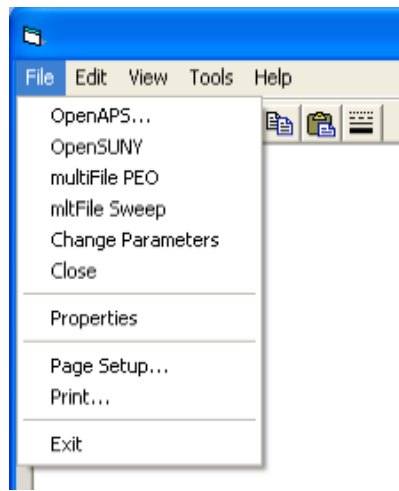 File Edit View Tools Help
OpenAPS...
OpenSUNY
multiFile PEO
mltFile Sweep
Change Parameters
Close
Properties
Page Setup...
Print...
Exit